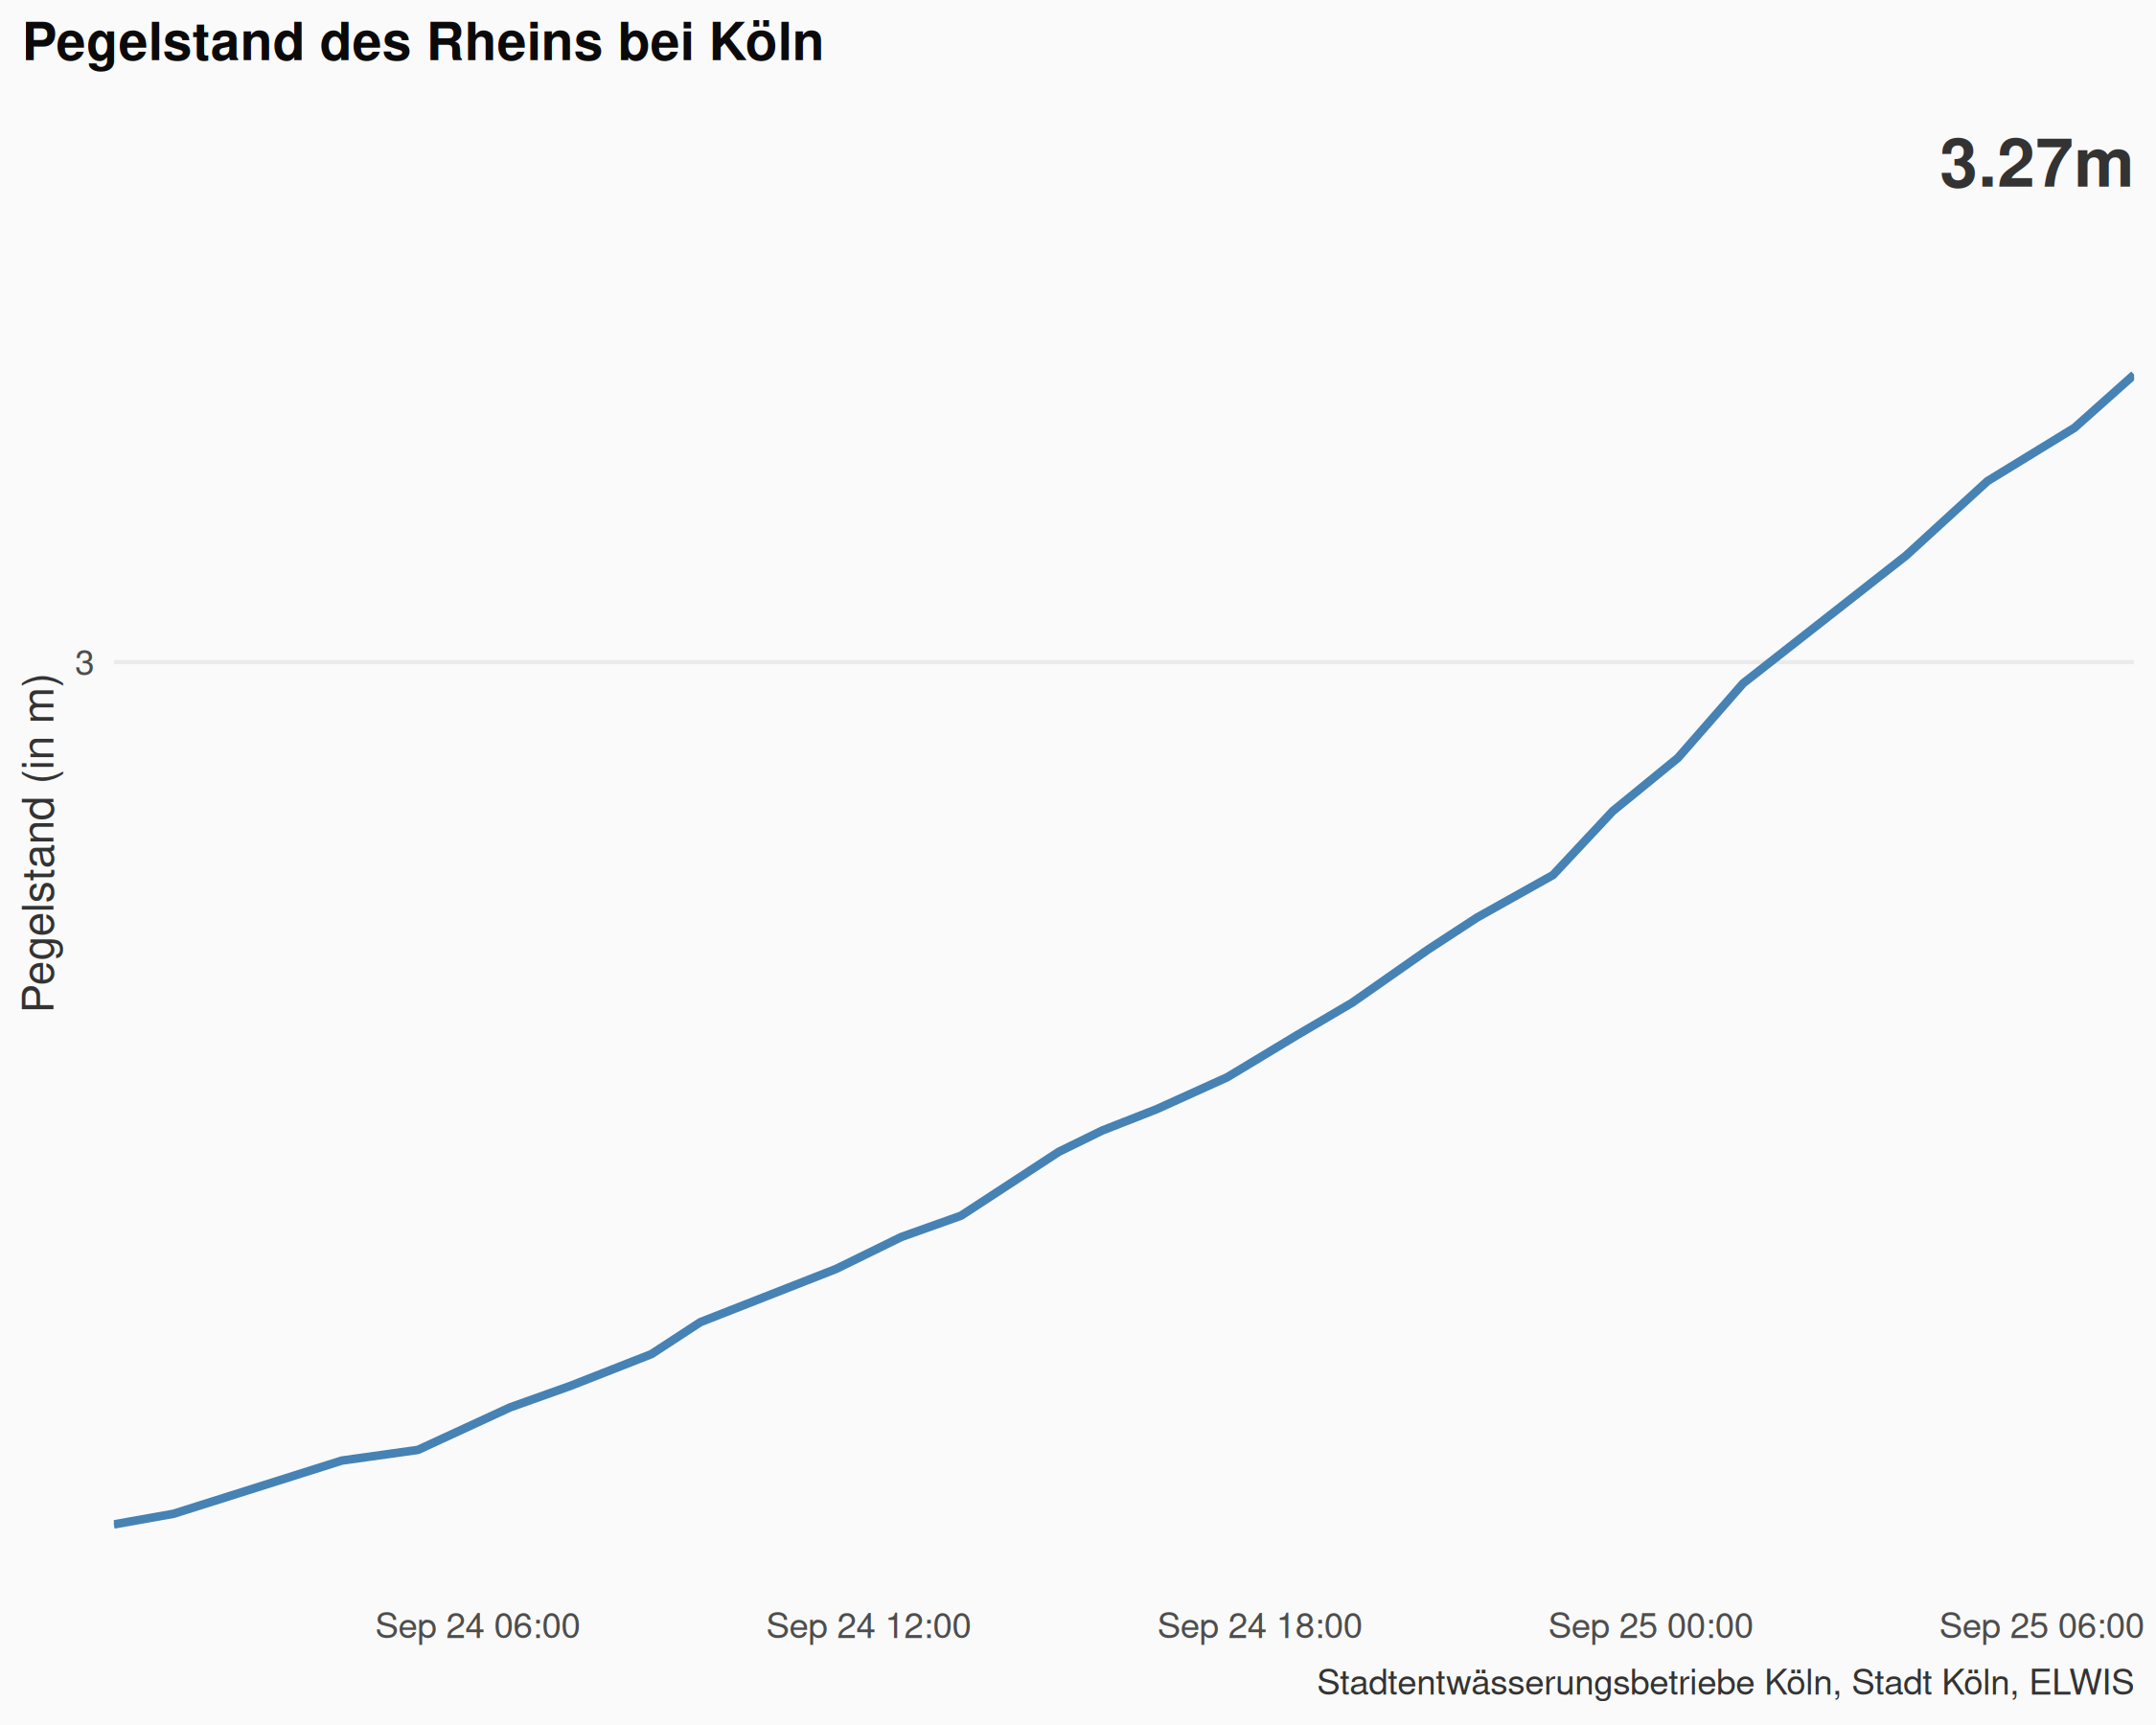 Pegelstand des Rheins bei Köln
3.27m
3
Pegelstand (in m)
Sep 24 06:00
Sep 24 12:00
Sep 24 18:00
Sep 25 00:00
Sep 25 06:00
Stadtentwässerungsbetriebe Köln, Stadt Köln, ELWIS